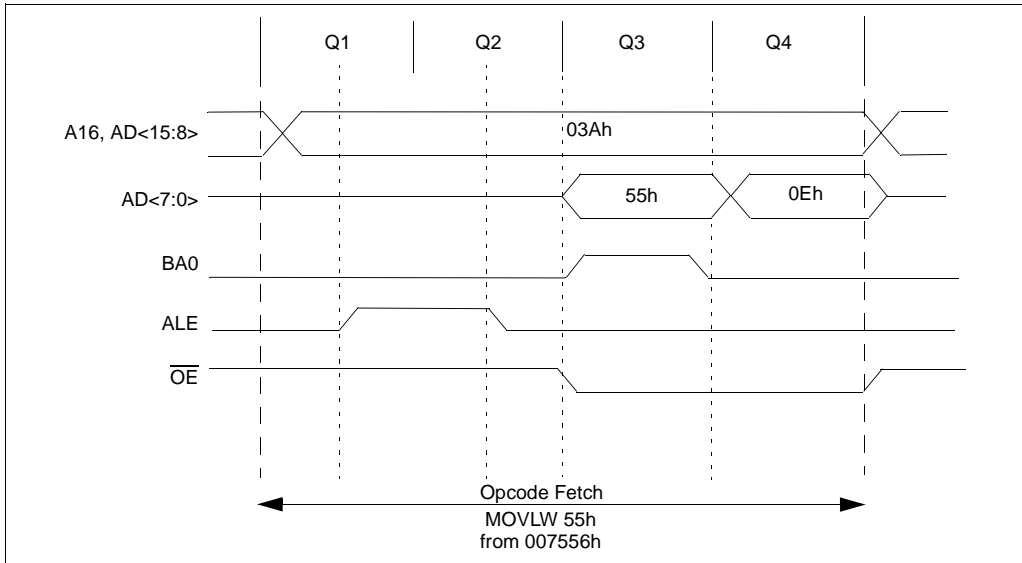 Q1 Q2 Q3 Q4
A16, AD<15:8> 03Ah
AD<7:0> 55h 0Eh
BA0
ALE
OE
Opcode Fetch
MOVLW 55h
from 007556h